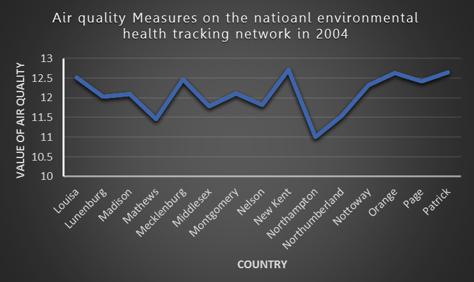 Air quality Measures on the natioanl environmental
health tracking network in 2004
VALUE OF AIR QUALITY
13
12.5
12
11.5
11
10.5
10
Louisa
Lunenburg
Madison
Mathews
Mecklenburg
Middlesex
Montgomery
Nelson
New Kent
Northampton
Northumberland
Nottoway
Orange
Page
Patrick
COUNTRY